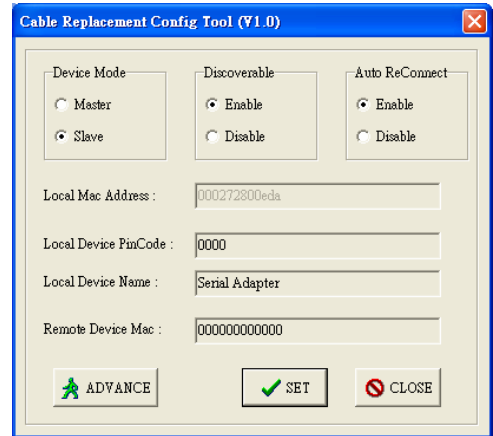 Cable Replacement Config Tool (V1.0)
Device Mode
Discoverable
Auto ReConnect
Master
Enable
Enable
Slave
Disable
Disable
Local Mac Address :
000272800eda
Local Device PinCode :
0000
Local Device Name :
Serial Adapter
Remote Device Mac :
000000000000
ADVANCE
SET
CLOSE